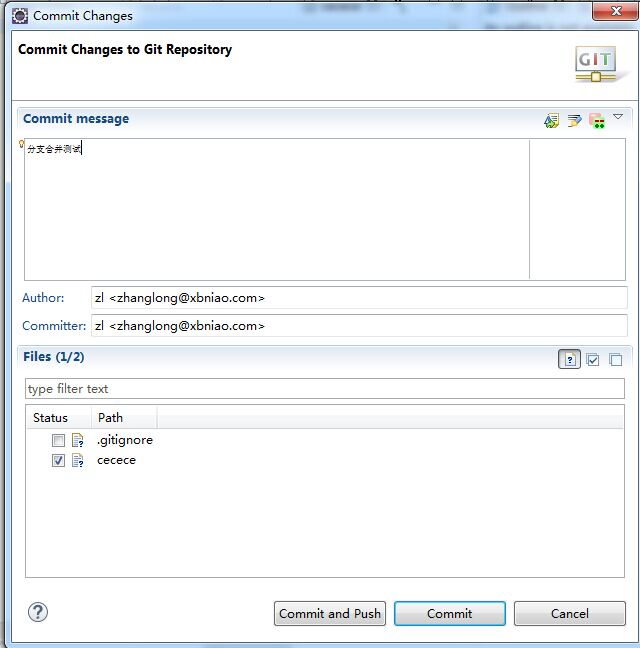 Commit Changes
Commit Changes to Git Repository
GIT
Commit message
分支合并测试
Author: zl <zhanglong@xbniao.com>
Committer: zl <zhanglong@xbniao.com>
Files (1/2)
type filter text
Status Path
.gitignore
cecece
Commit and Push Commit Cancel